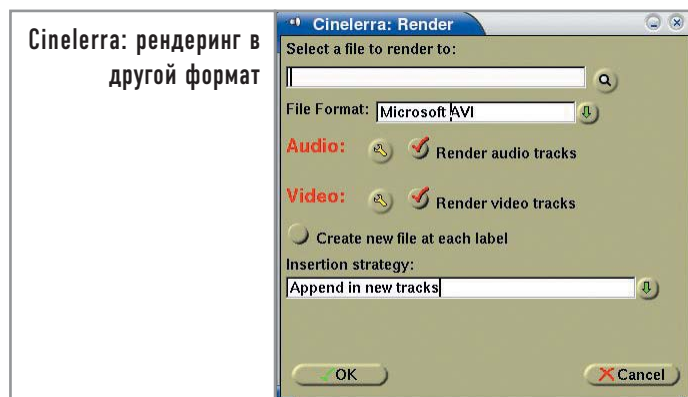 Cinelerra: рендеринг в
другой формат
Cinelerra: Render
Select a file to render to:
File Format: Microsoft AVI
Audio: Render audio tracks
Video: Render video tracks
Create new file at each label
Insertion strategy:
Append in new tracks
OK Cancel